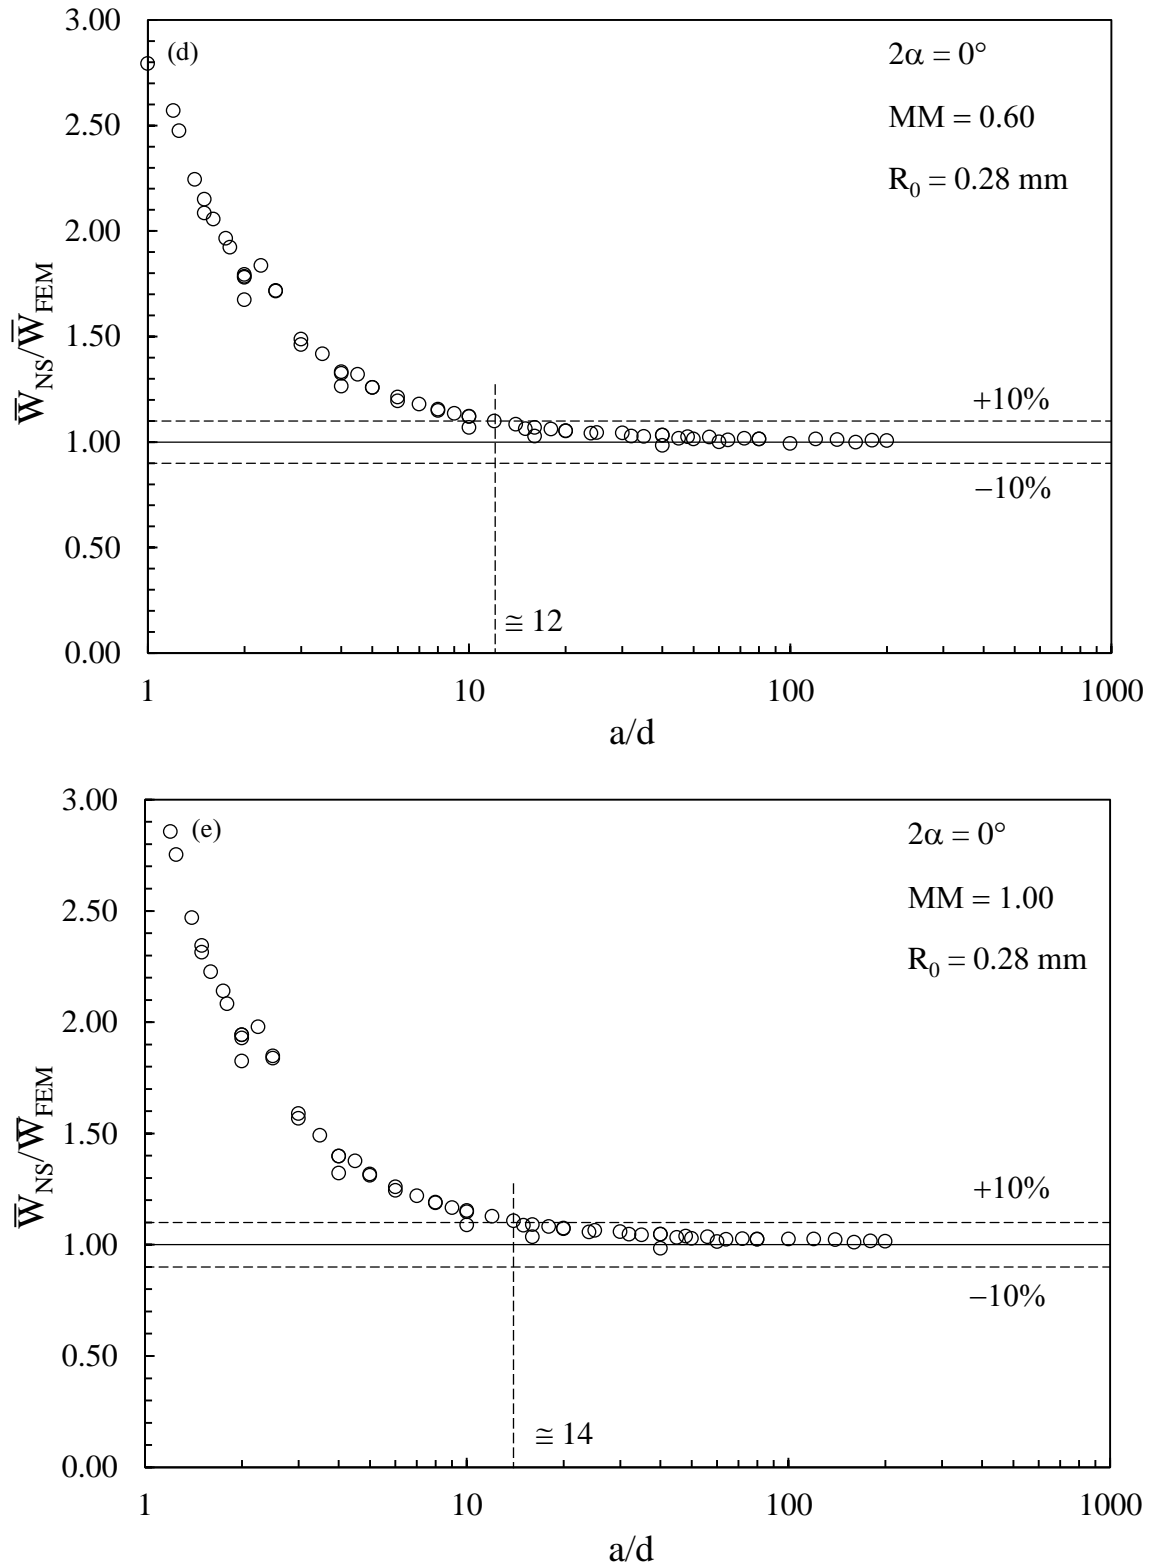 3.00
(d)
2α = 0°
MM = 0.60
R₀ = 0.28 mm
2.50
2.00
1.50
1.00
0.50
0.00
W̅NS/W̅FEM
+10%
−10%
≅ 12
1 10 100 1000
a/d
3.00
(e)
2α = 0°
MM = 1.00
R₀ = 0.28 mm
2.50
2.00
1.50
1.00
0.50
0.00
W̅NS/W̅FEM
+10%
−10%
≅ 14
1 10 100 1000
a/d